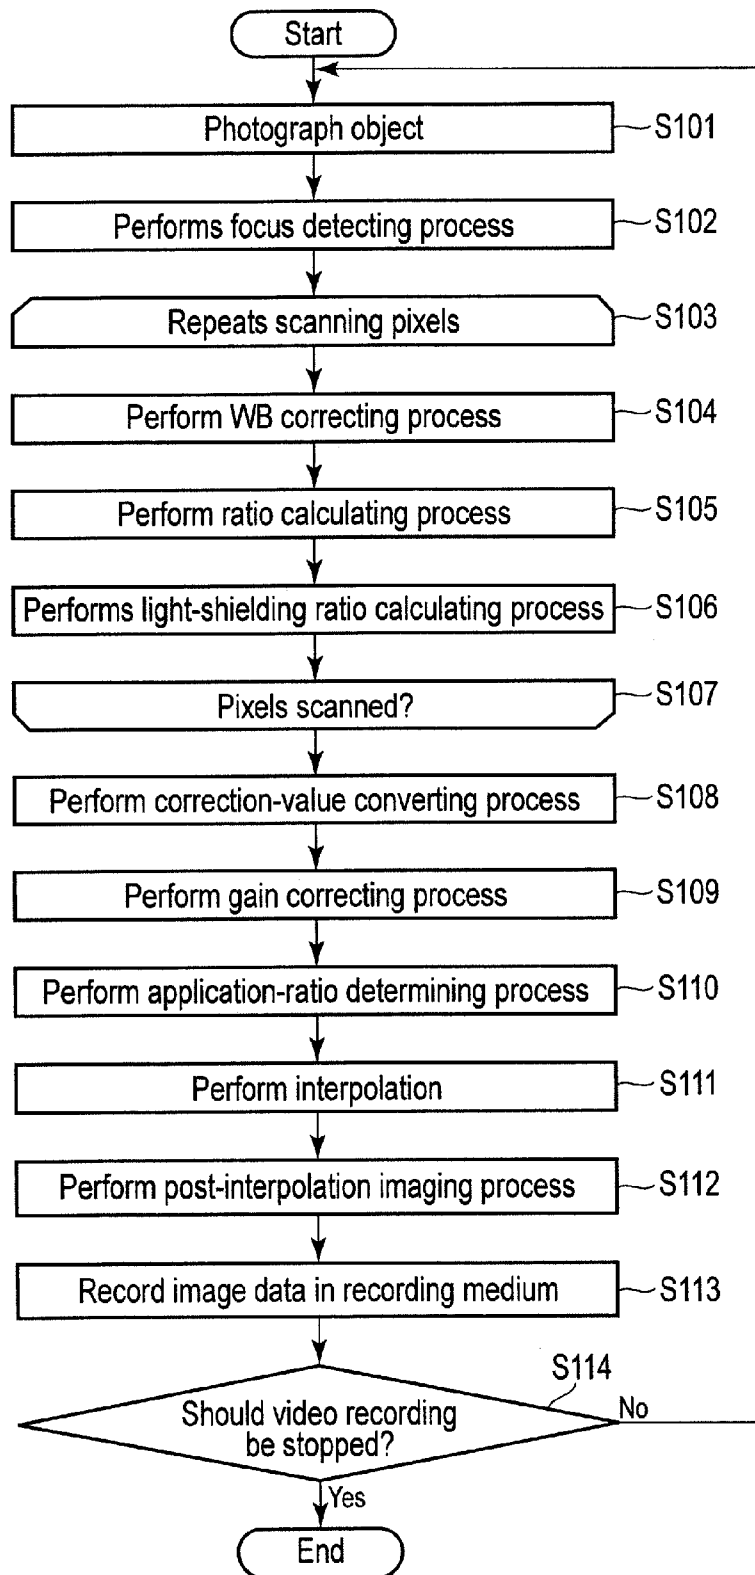 Start
Photograph object
S101
Performs focus detecting process
S102
Repeats scanning pixels
S103
Perform WB correcting process
S104
Perform ratio calculating process
S105
Performs light-shielding ratio calculating process
S106
Pixels scanned?
S107
Perform correction-value converting process
S108
Perform gain correcting process
S109
Perform application-ratio determining process
S110
Perform interpolation
S111
Perform post-interpolation imaging process
S112
Record image data in recording medium
S113
S114
Should video recording
be stopped?
No
Yes
End